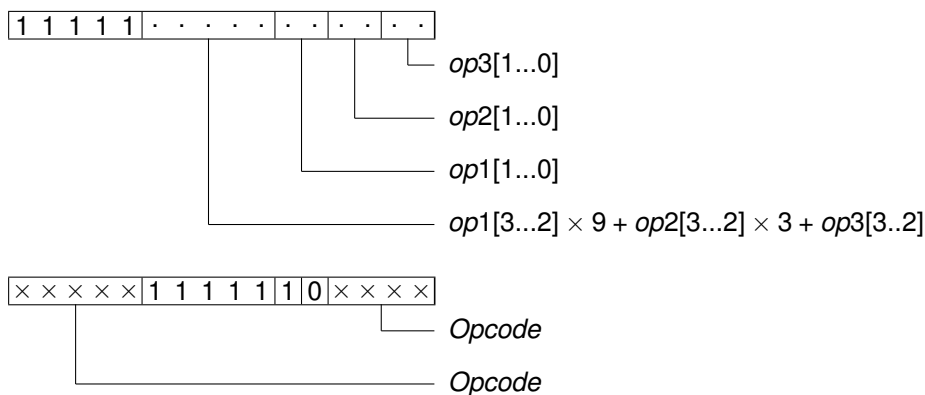 1 1 1 1 1 · · · · · · · · · · ·
op3[1...0]
op2[1...0]
op1[1...0]
op1[3...2] × 9 + op2[3...2] × 3 + op3[3..2]
× × × × × 1 1 1 1 1 1 0 × × × ×
Opcode
Opcode